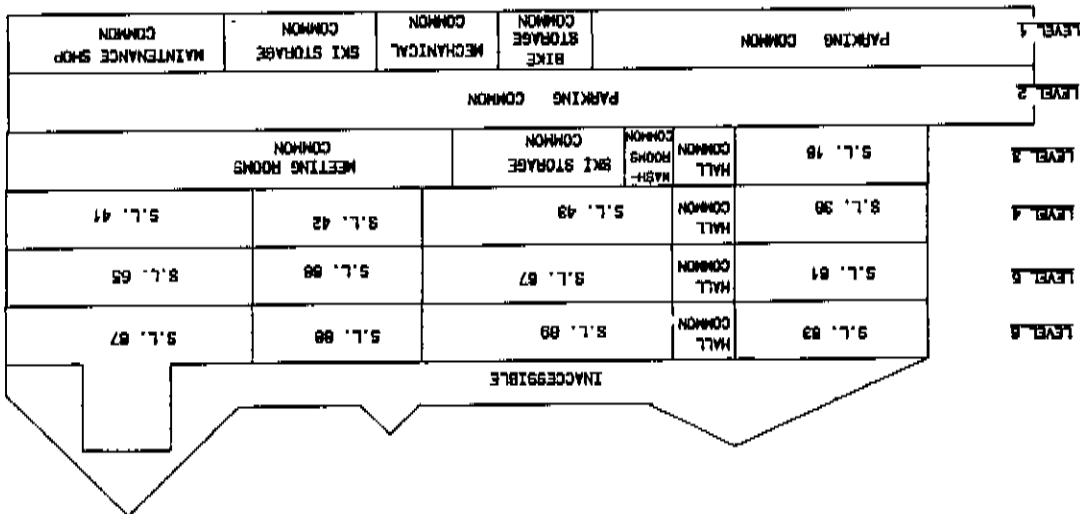 INACCESSIBLE
LEVEL 6
S.L. 83
HALL
COMMON
S.L. 89
S.L. 88
S.L. 87
LEVEL 5
S.L. 61
HALL
COMMON
S.L. 67
S.L. 66
S.L. 65
LEVEL 4
S.L. 38
HALL
COMMON
S.L. 43
S.L. 42
S.L. 41
LEVEL 3
S.L. 18
HALL
COMMON
WASH-
ROOMS
COMMON
SKI STORAGE
COMMON
MEETING ROOMS
COMMON
LEVEL 2
PARKING COMMON
LEVEL 1
PARKING COMMON
BIKE
STORAGE
COMMON
MECHANICAL
COMMON
SKI STORAGE
COMMON
MAINTENANCE SHOP
COMMON